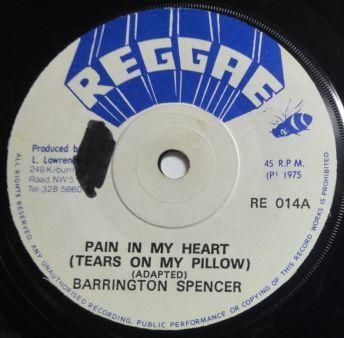 REGGAE
Produced by
L. Lawrence
249 Kilburn
Road, NW6
Tel: 328 5660
45 R.P.M.
(P) 1975
RE 014A
PAIN IN MY HEART
(TEARS ON MY PILLOW)
(ADAPTED)
BARRINGTON SPENCER
ALL RIGHTS RESERVED. UNAUTHORISED RECORDING, PUBLIC PERFORMANCE OR COPYING OF THIS RECORD WORKS IS PROHIBITED.